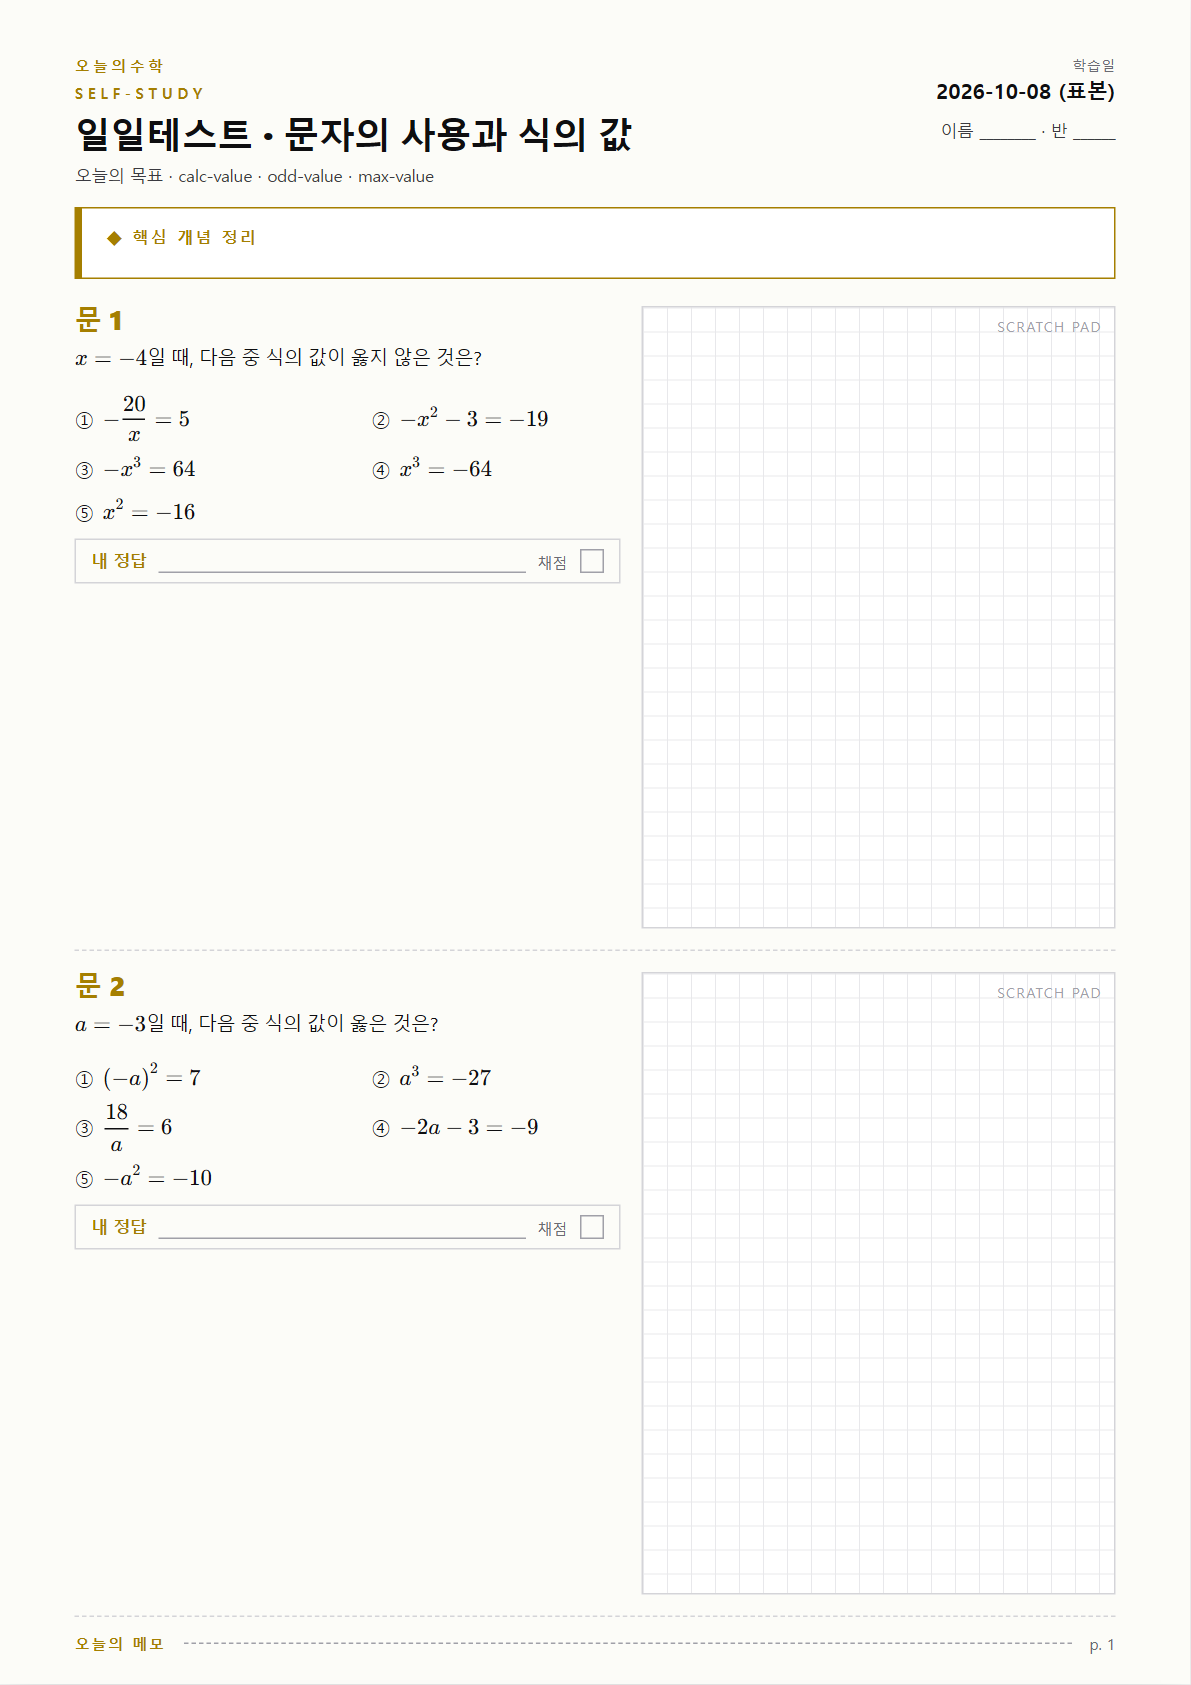 오늘의수학
SELF-STUDY
일일테스트 · 문자의 사용과 식의 값
오늘의 목표 · calc-value · odd-value · max-value
학습일
2026-10-08 (표본)
이름 ______ · 반 _____
◆ 핵심 개념 정리
문 1
x = −4일 때, 다음 중 식의 값이 옳지 않은 것은?
① −20/x = 5
② −x² − 3 = −19
③ −x³ = 64
④ x³ = −64
⑤ x² = −16
내 정답 채점
SCRATCH PAD
문 2
a = −3일 때, 다음 중 식의 값이 옳은 것은?
① (−a)² = 7
② a³ = −27
③ 18/a = 6
④ −2a − 3 = −9
⑤ −a² = −10
내 정답 채점
SCRATCH PAD
오늘의 메모 p. 1